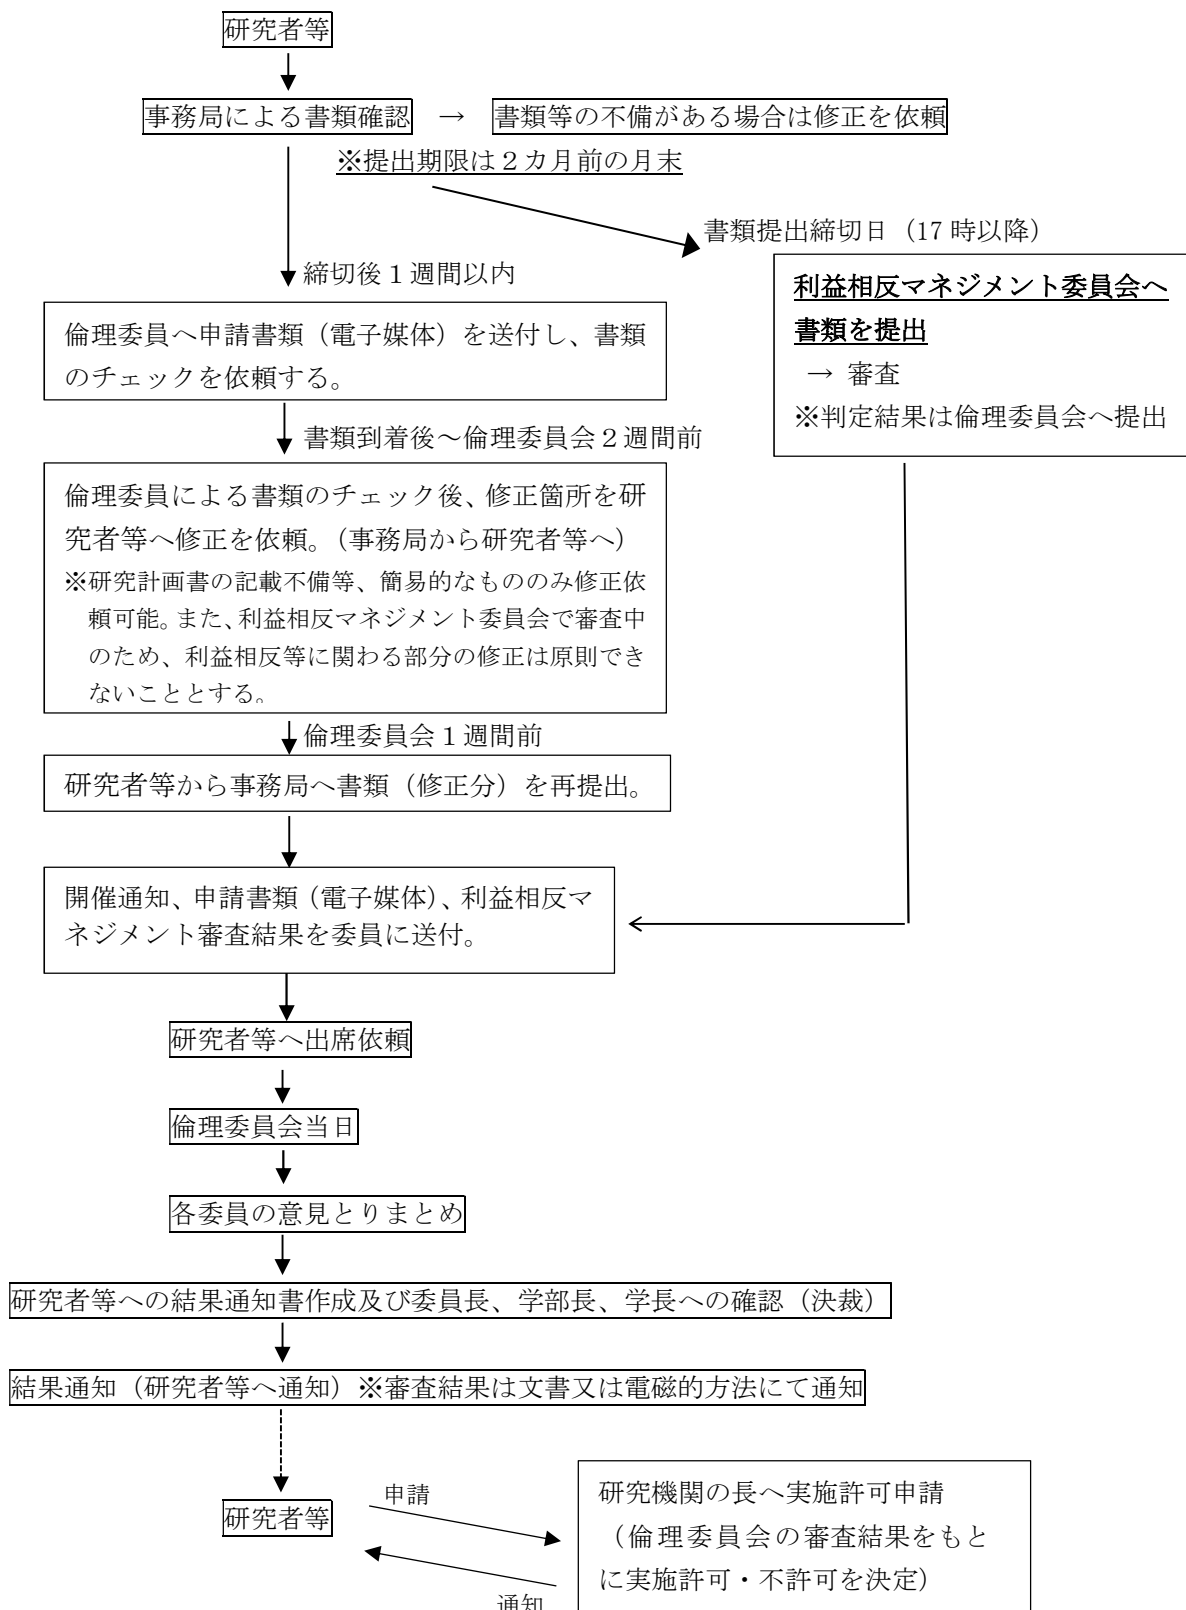 研究者等
事務局による書類確認 → 書類等の不備がある場合は修正を依頼
※提出期限は２カ月前の月末
書類提出締切日（17 時以降）
利益相反マネジメント委員会へ
書類を提出
→ 審査
※判定結果は倫理委員会へ提出
締切後１週間以内
倫理委員へ申請書類（電子媒体）を送付し、書類
のチェックを依頼する。
書類到着後～倫理委員会２週間前
倫理委員による書類のチェック後、修正箇所を研
究者等へ修正を依頼。（事務局から研究者等へ）
※研究計画書の記載不備等、簡易的なもののみ修正依
頼可能。また、利益相反マネジメント委員会で審査中
のため、利益相反等に関わる部分の修正は原則でき
ないこととする。
倫理委員会１週間前
研究者等から事務局へ書類（修正分）を再提出。
開催通知、申請書類（電子媒体）、利益相反マ
ネジメント審査結果を委員に送付。
研究者等へ出席依頼
倫理委員会当日
各委員の意見とりまとめ
研究者等への結果通知書作成及び委員長、学部長、学長への確認（決裁）
結果通知（研究者等へ通知）※審査結果は文書又は電磁的方法にて通知
研究者等
申請
研究機関の長へ実施許可申請
（倫理委員会の審査結果をもと
に実施許可・不許可を決定）
通知